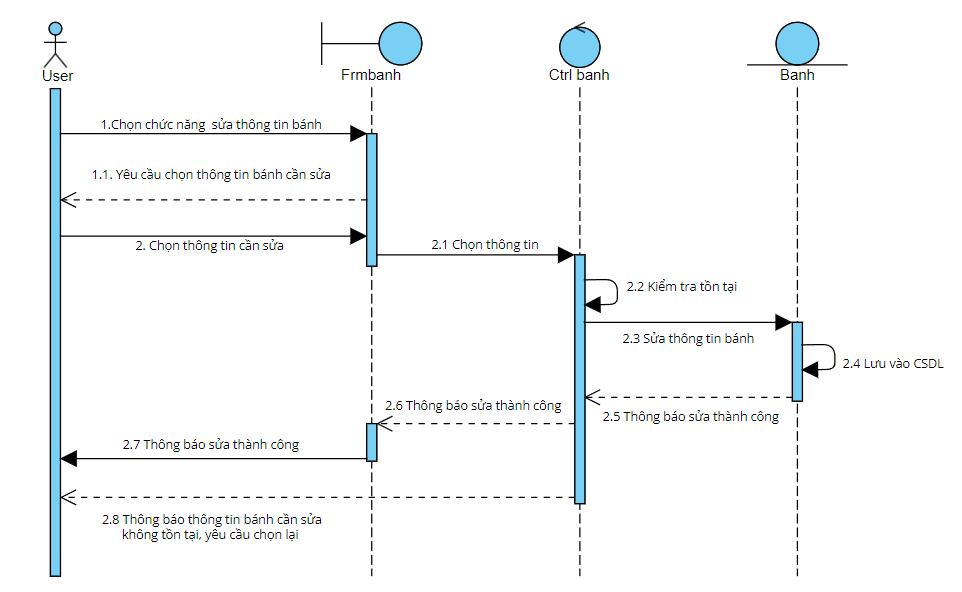 User
Frmbanh
Ctrl banh
Banh
1.Chọn chức năng sửa thông tin bánh
1.1. Yêu cầu chọn thông tin bánh cần sửa
2. Chọn thông tin cần sửa
2.1 Chọn thông tin
2.2 Kiểm tra tồn tại
2.3 Sửa thông tin bánh
2.4 Lưu vào CSDL
2.5 Thông báo sửa thành công
2.6 Thông báo sửa thành công
2.7 Thông báo sửa thành công
2.8 Thông báo thông tin bánh cần sửa
không tồn tại, yêu cầu chọn lại